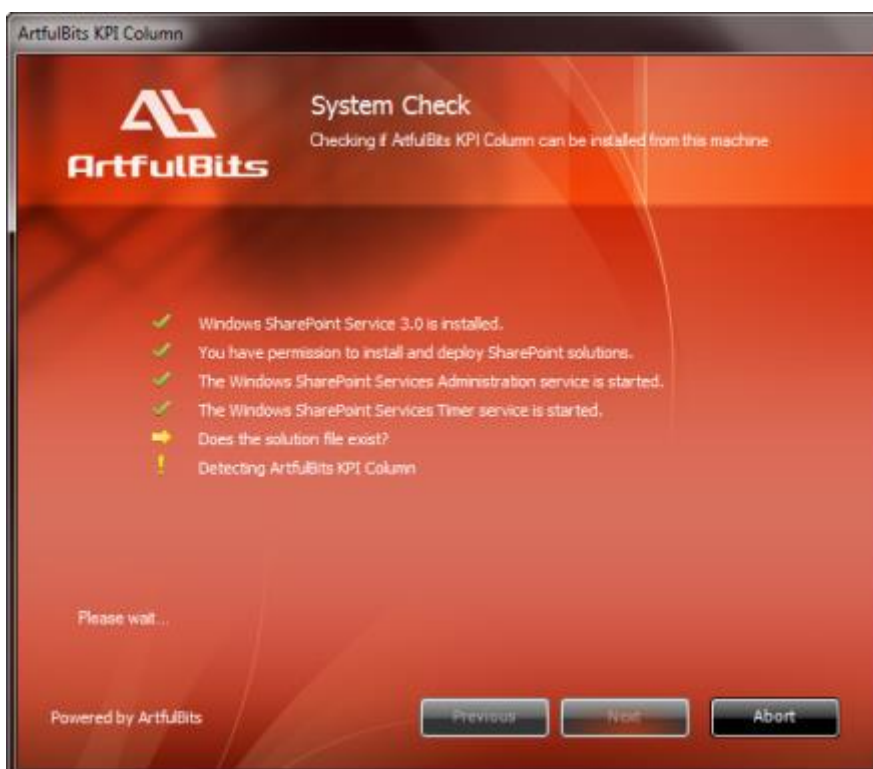 ArtfulBits KPI Column
System Check
Checking if ArtfulBits KPI Column can be installed from this machine
ArtfulBits
Windows SharePoint Service 3.0 is installed.
You have permission to install and deploy SharePoint solutions.
The Windows SharePoint Services Administration service is started.
The Windows SharePoint Services Timer service is started.
Does the solution file exist?
Detecting ArtfulBits KPI Column
Please wait...
Powered by ArtfulBits
Previous
Next
Abort